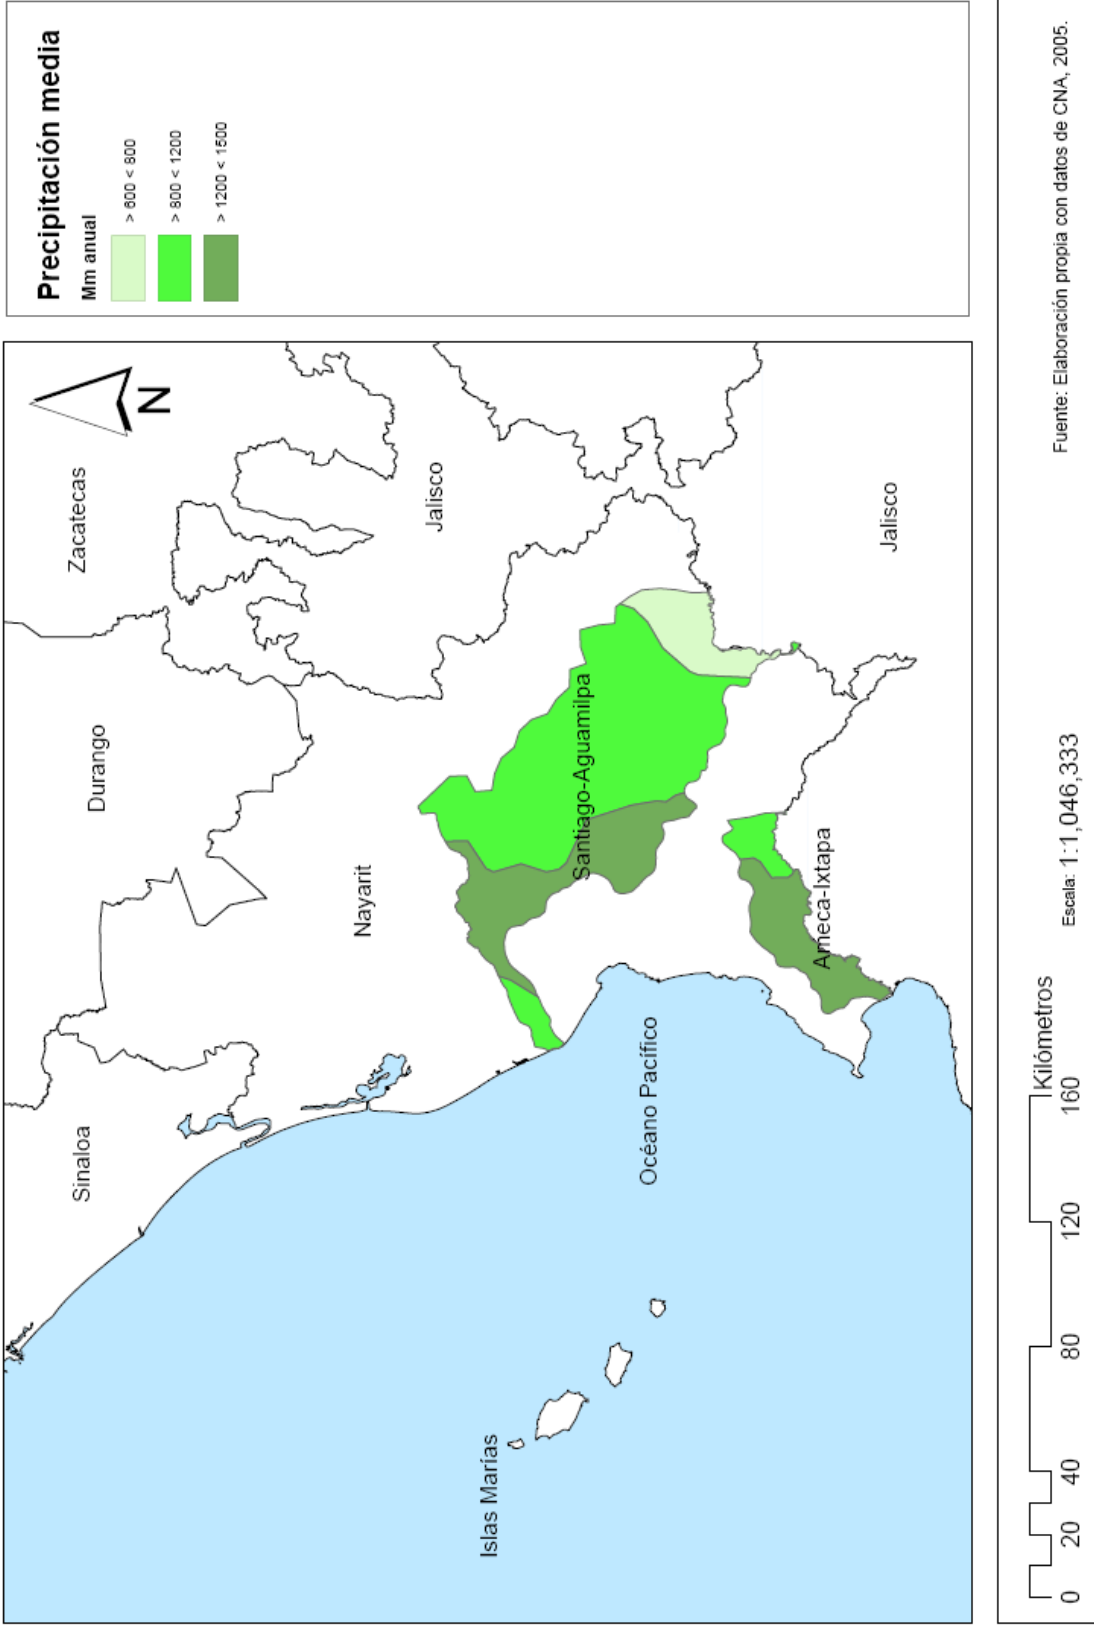 Precipitación media
Mm anual
> 600 < 800
> 800 < 1200
> 1200 < 1500
N
Zacatecas
Durango
Sinaloa
Jalisco
Nayarit
Islas Marías
Santiago-Aguamilpa
Océano Pacífico
Ameca-Ixtapa
Jalisco
0 20 40 80 120 160
Kilómetros
Escala: 1:1,046,333
Fuente: Elaboración propia con datos de CNA, 2005.